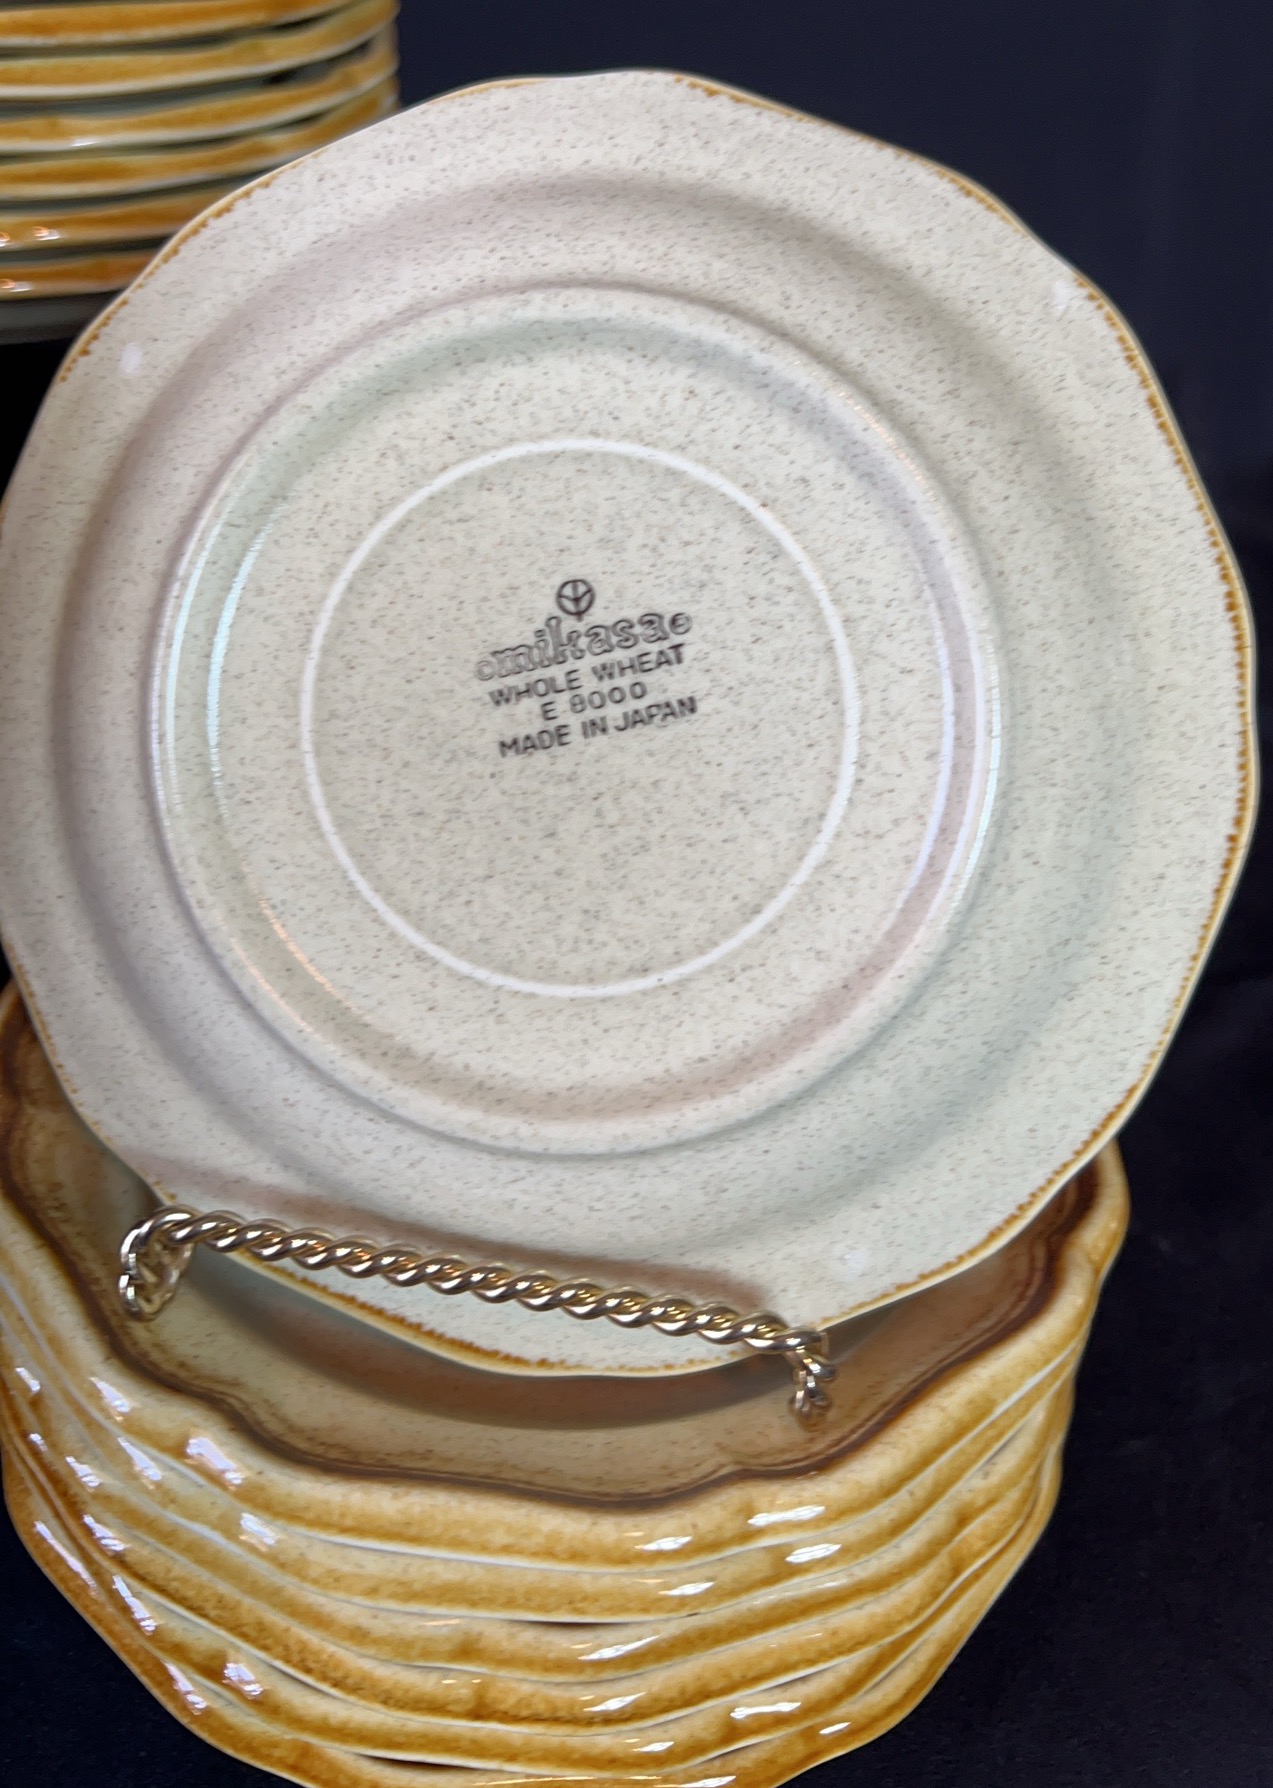 mikasa
WHOLE WHEAT
E 8000
MADE IN JAPAN